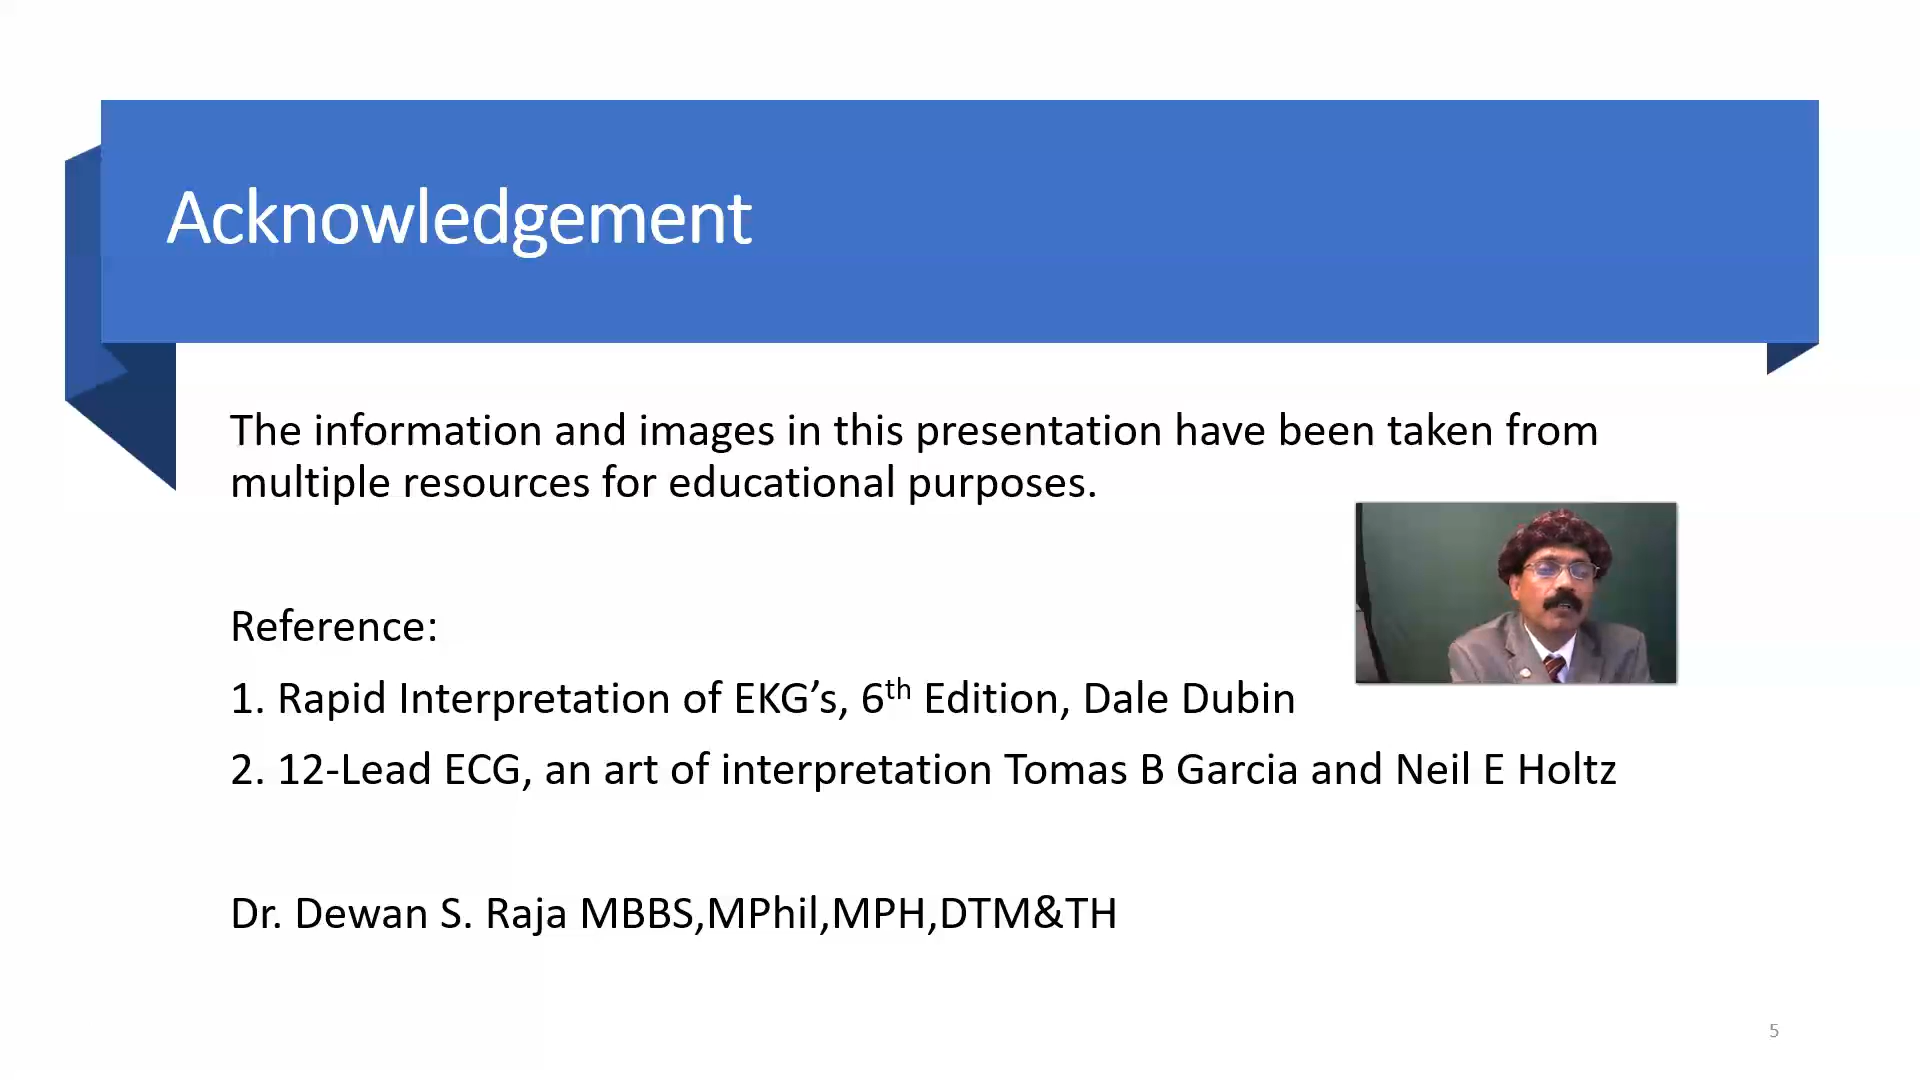 Acknowledgement
The information and images in this presentation have been taken from
multiple resources for educational purposes.
Reference:
1. Rapid Interpretation of EKG’s, 6th Edition, Dale Dubin
2. 12-Lead ECG, an art of interpretation Tomas B Garcia and Neil E Holtz
Dr. Dewan S. Raja MBBS,MPhil,MPH,DTM&TH
5